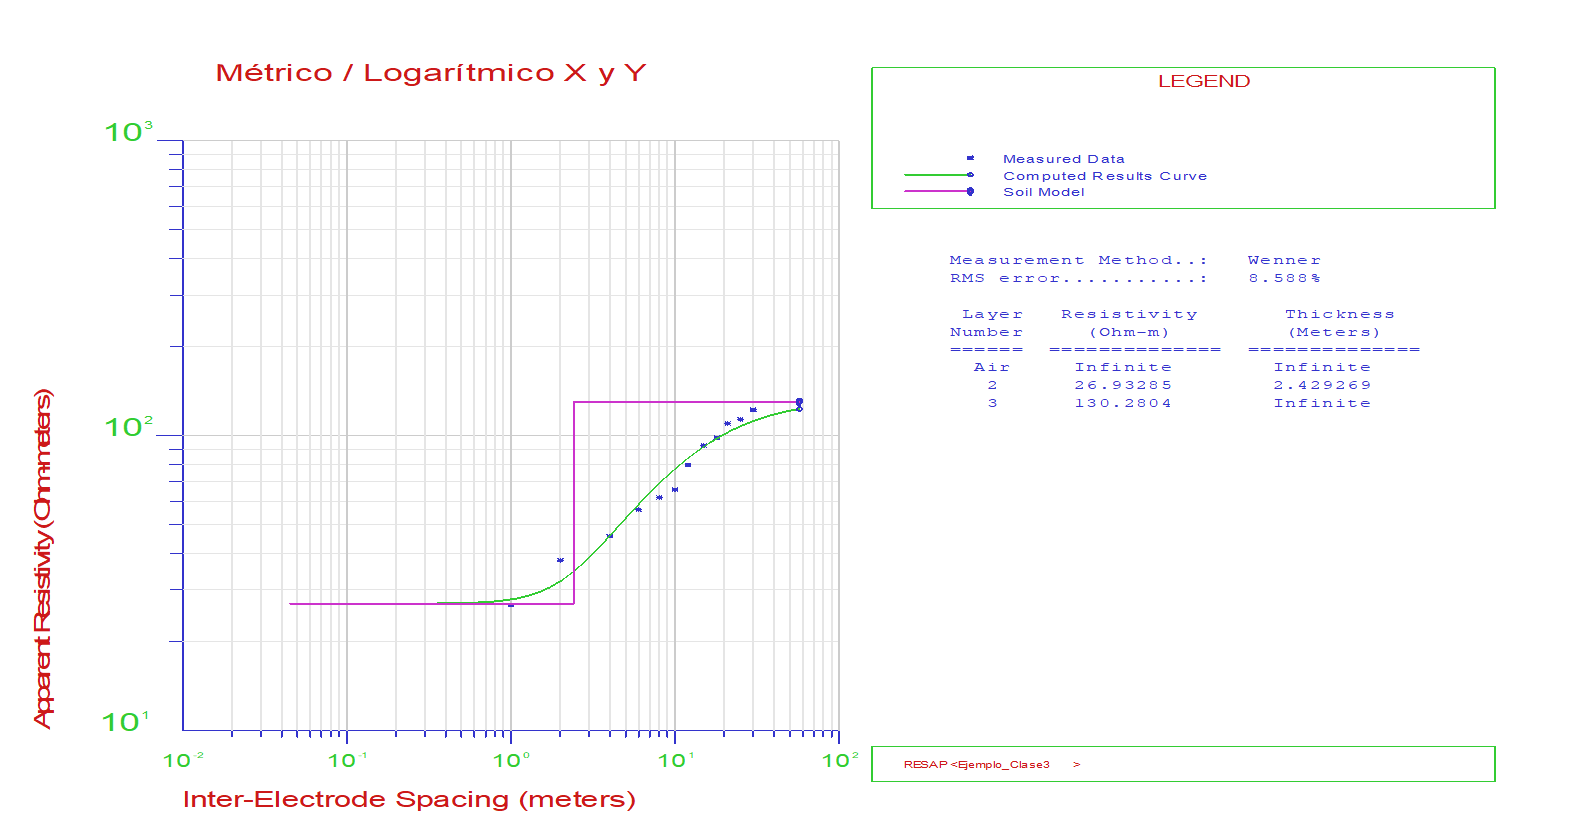 Métrico / Logarítmico X y Y
10³
10²
10¹
Apparent Resistivity (Ohm-meters)
10⁻² 10⁻¹ 10⁰ 10¹ 10²
Inter-Electrode Spacing (meters)
LEGEND
Measured Data
Computed Results Curve
Soil Model
Measurement Method..: Wenner
RMS error...........: 8.588%
Layer Resistivity Thickness
Number (Ohm-m) (Meters)
====== ============== ==============
Air Infinite Infinite
2 26.93285 2.429269
3 130.2804 Infinite
RESAP <Ejemplo_Clase3 >